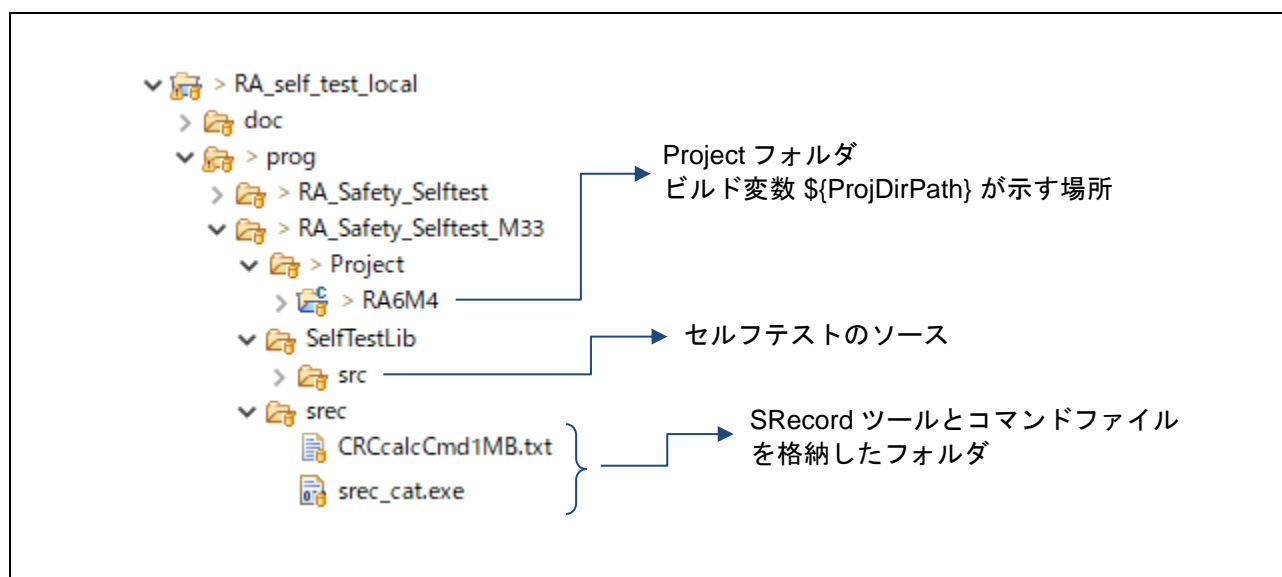 > RA_self_test_local
doc
> prog
> RA_Safety_Selftest
> RA_Safety_Selftest_M33
> Project
> RA6M4
SelfTestLib
src
srec
CRCcalcCmd1MB.txt
srec_cat.exe
Project フォルダ
ビルド変数 ${ProjDirPath} が示す場所
セルフテストのソース
SRecord ツールとコマンドファイル
を格納したフォルダ